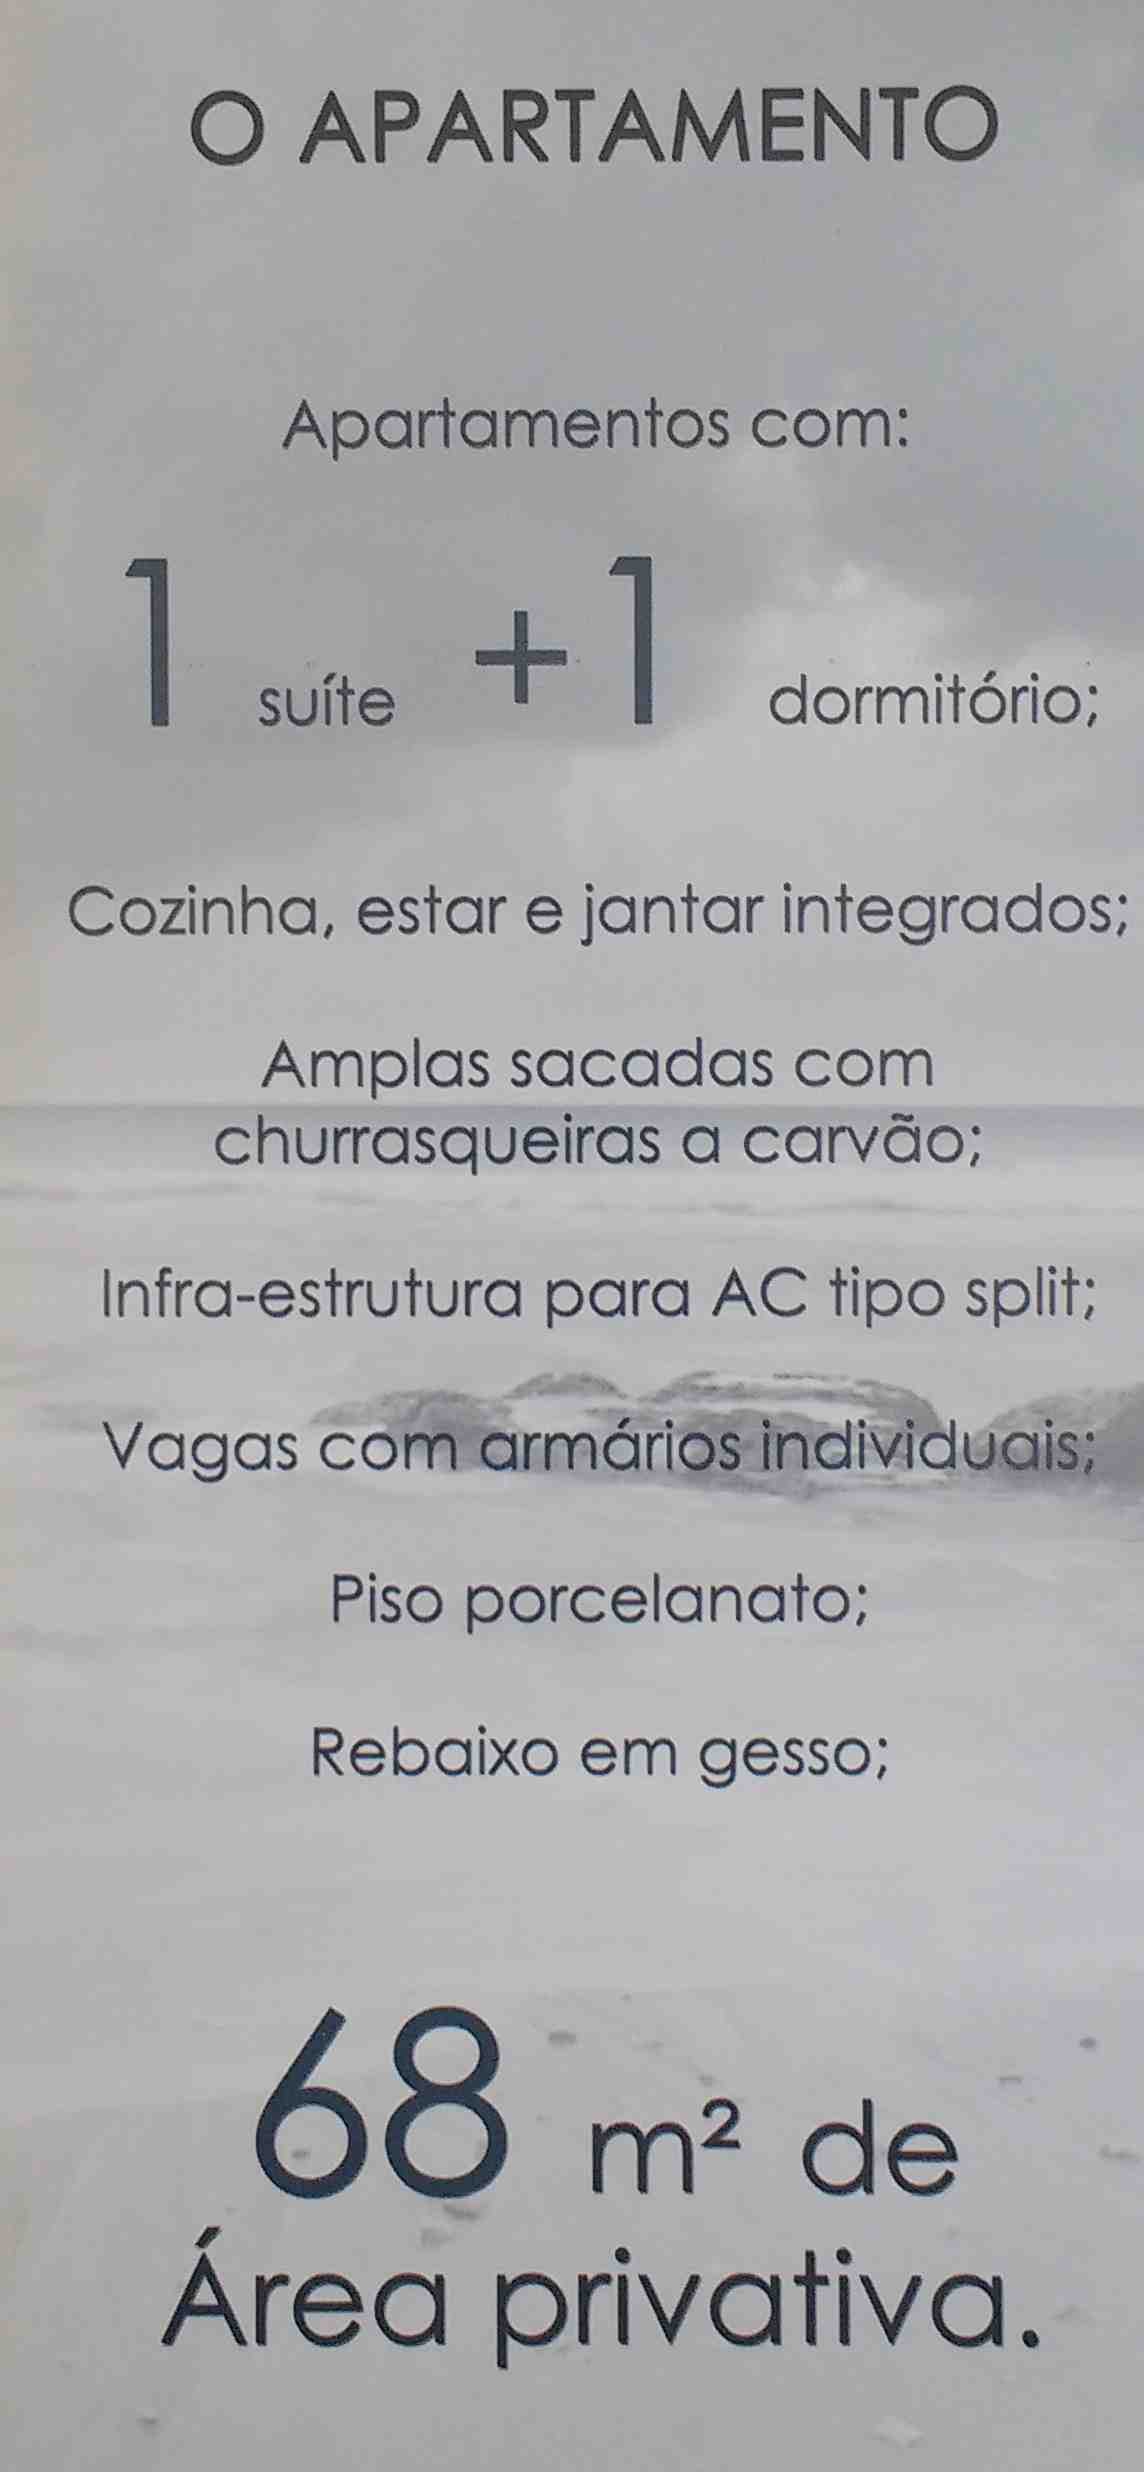 O APARTAMENTO
Apartamentos com:
1 suíte +1 dormitório;
Cozinha, estar e jantar integrados;
Amplas sacadas com
churrasqueiras a carvão;
Infra-estrutura para AC tipo split;
Vagas com armários individuais;
Piso porcelanato;
Rebaixo em gesso;
68 m² de
Área privativa.